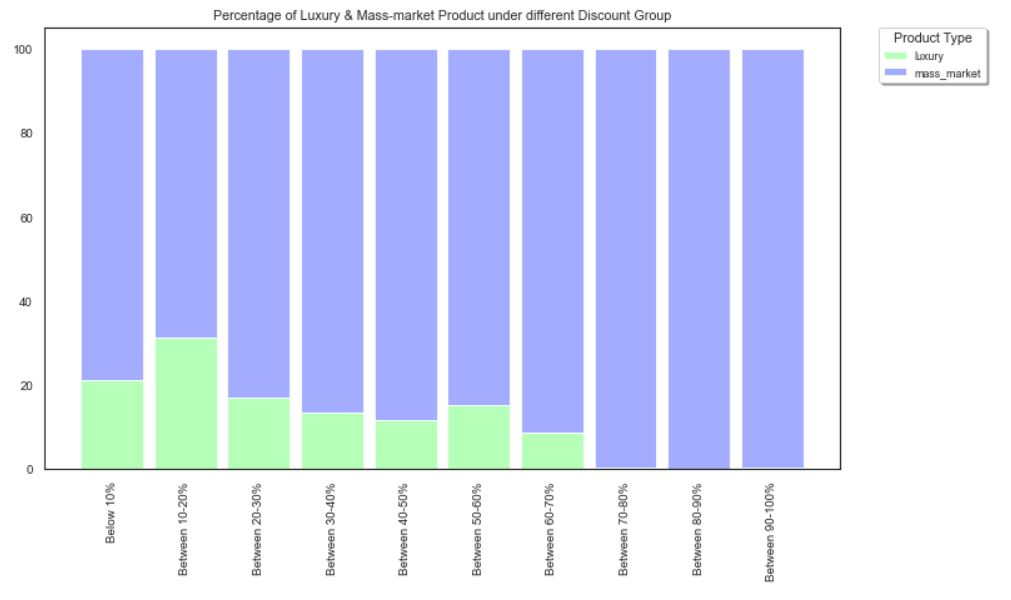 Percentage of Luxury & Mass-market Product under different Discount Group
Product Type
luxury
mass_market
100
80
60
40
20
0
Below 10%
Between 10-20%
Between 20-30%
Between 30-40%
Between 40-50%
Between 50-60%
Between 60-70%
Between 70-80%
Between 80-90%
Between 90-100%